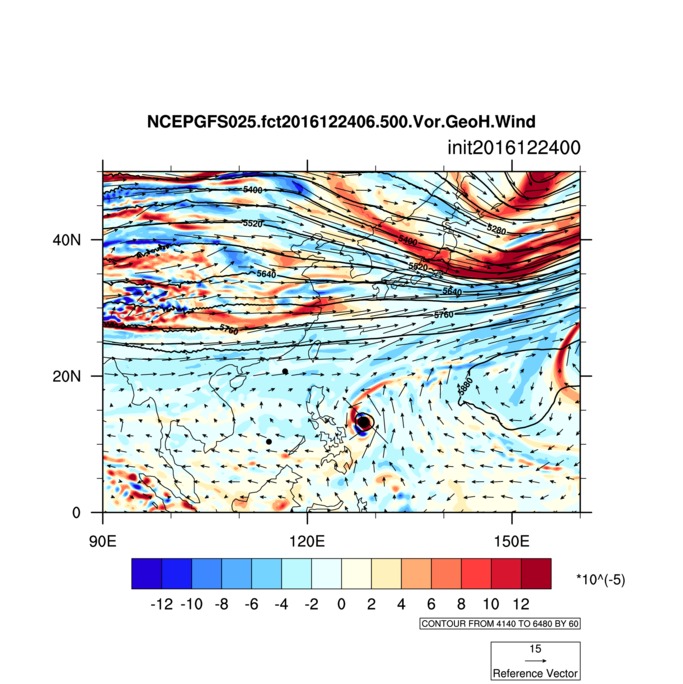 NCEPGFS025.fct2016122406.500.Vor.GeoH.Wind
init2016122400
5400
5520
5280
40N
5400
5520
5640
5640
5760
5760
20N
5880
0
90E 120E 150E
-12 -10 -8 -6 -4 -2 0 2 4 6 8 10 12
*10^(-5)
CONTOUR FROM 4140 TO 6480 BY 60
15
Reference Vector